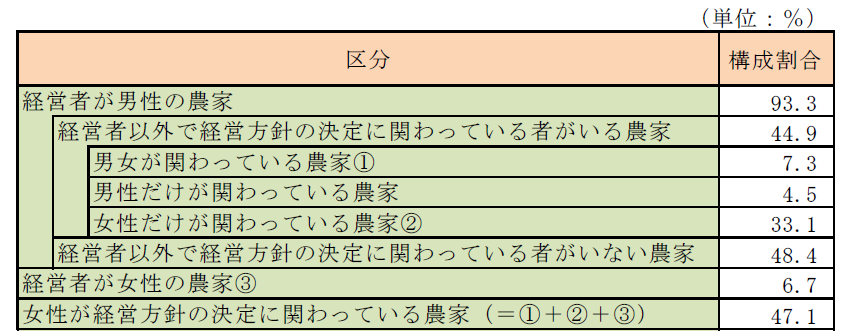 （単位：％）
区分 構成割合
経営者が男性の農家 93.3
経営者以外で経営方針の決定に関わっている者がいる農家 44.9
男女が関わっている農家① 7.3
男性だけが関わっている農家 4.5
女性だけが関わっている農家② 33.1
経営者以外で経営方針の決定に関わっている者がいない農家 48.4
経営者が女性の農家③ 6.7
女性が経営方針の決定に関わっている農家（＝①＋②＋③） 47.1